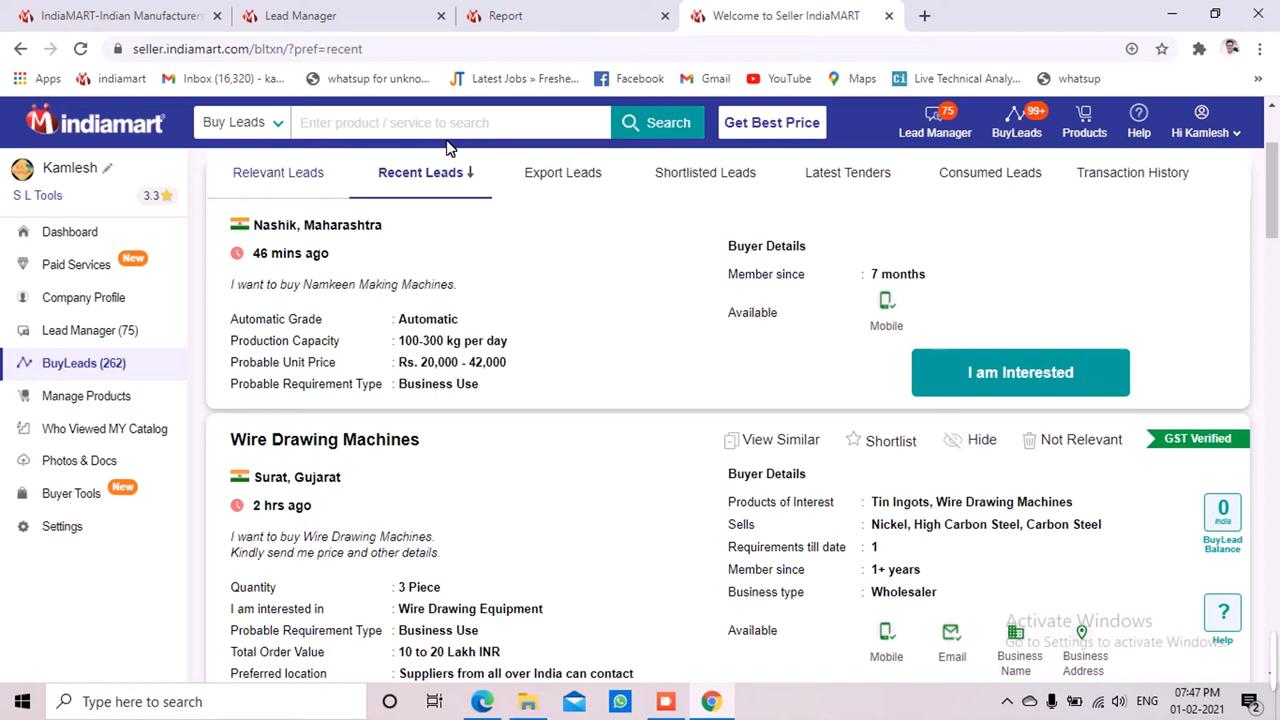 IndiaMART-Indian Manufacturers
Lead Manager
Report
Welcome to Seller IndiaMART
seller.indiamart.com/bltxn/?pref=recent
Apps
indiamart
Inbox (16,320) - ka...
whatsup for unkno...
Latest Jobs » Freshe...
Facebook
Gmail
YouTube
Maps
Live Technical Analy...
whatsup
indiamart
Buy Leads
Enter product / service to search
Search
Get Best Price
75
Lead Manager
99+
BuyLeads
Products
Help
Hi Kamlesh
Kamlesh
S L Tools
3.3
Dashboard
Paid Services New
Company Profile
Lead Manager (75)
BuyLeads (262)
Manage Products
Who Viewed MY Catalog
Photos & Docs
Buyer Tools New
Settings
Relevant Leads
Recent Leads
Export Leads
Shortlisted Leads
Latest Tenders
Consumed Leads
Transaction History
Nashik, Maharashtra
46 mins ago
I want to buy Namkeen Making Machines.
Automatic Grade : Automatic
Production Capacity : 100-300 kg per day
Probable Unit Price : Rs. 20,000 - 42,000
Probable Requirement Type : Business Use
Buyer Details
Member since : 7 months
Available
Mobile
I am Interested
Wire Drawing Machines
View Similar
Shortlist
Hide
Not Relevant
GST Verified
Surat, Gujarat
2 hrs ago
I want to buy Wire Drawing Machines.
Kindly send me price and other details.
Quantity : 3 Piece
I am interested in : Wire Drawing Equipment
Probable Requirement Type : Business Use
Total Order Value : 10 to 20 Lakh INR
Preferred location : Suppliers from all over India can contact
Buyer Details
Products of Interest : Tin Ingots, Wire Drawing Machines
Sells : Nickel, High Carbon Steel, Carbon Steel
Requirements till date : 1
Member since : 1+ years
Business type : Wholesaler
Available
Mobile
Email
Business
Name
Business
Address
0
India
BuyLead
Balance
?
Help
Activate Windows
Go to Settings to activate Windows.
Type here to search
ENG
07:47 PM
01-02-2021
2